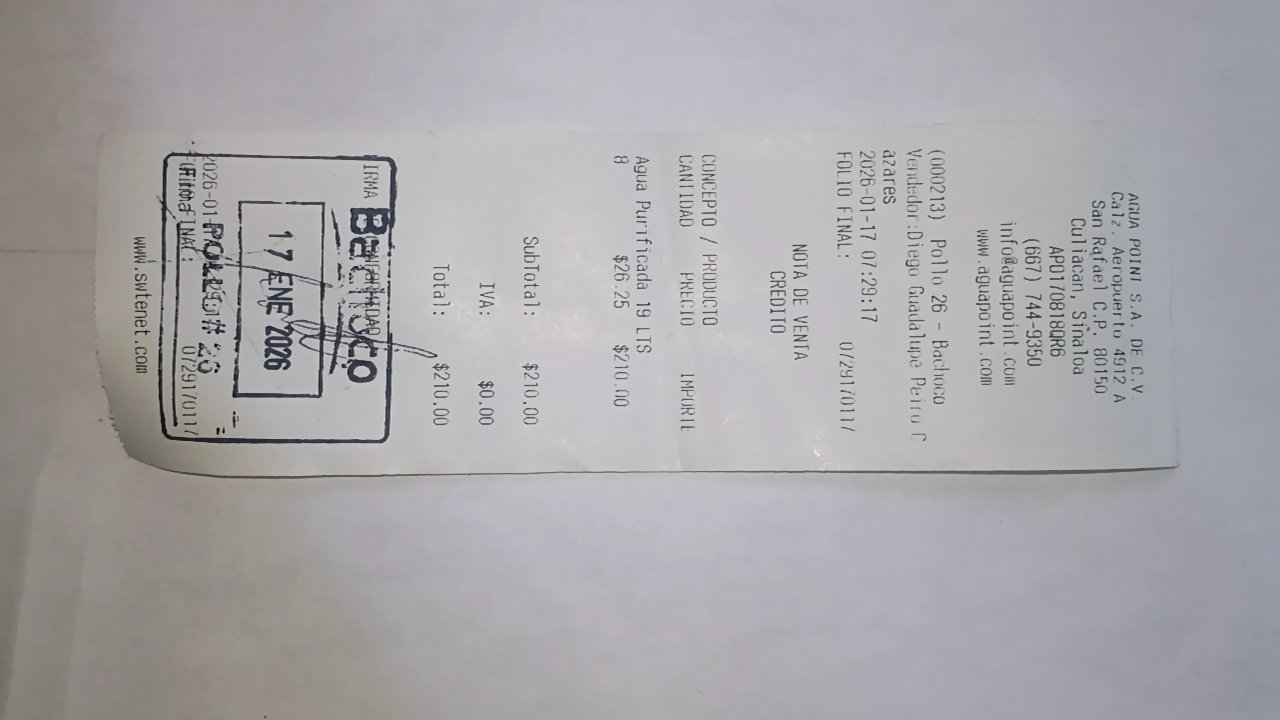 AGUA POINT S.A. DE C.V.
Calz. Aeropuerto 4912 A
San Rafael C.P. 80150
Culiacan, Sinaloa
APO170818QR6
(667) 744-9350
info@aguapoint.com
www.aguapoint.com
(000213) Pollo 26 - Bachoco
Vendedor:Diego Guadalupe Peiro C
azares
2026-01-17 07:29:17
FOLIO FINAL: 0729170117
NOTA DE VENTA
CREDITO
CONCEPTO / PRODUCTO
CANTIDAD PRECIO IMPORTE
Agua Purificada 19 LTS
8 $26.25 $210.00
SubTotal: $210.00
IVA: $0.00
Total: $210.00
Bachoco
17 ENE 2026
POLLO # 26
0729170117
www.swtenet.com